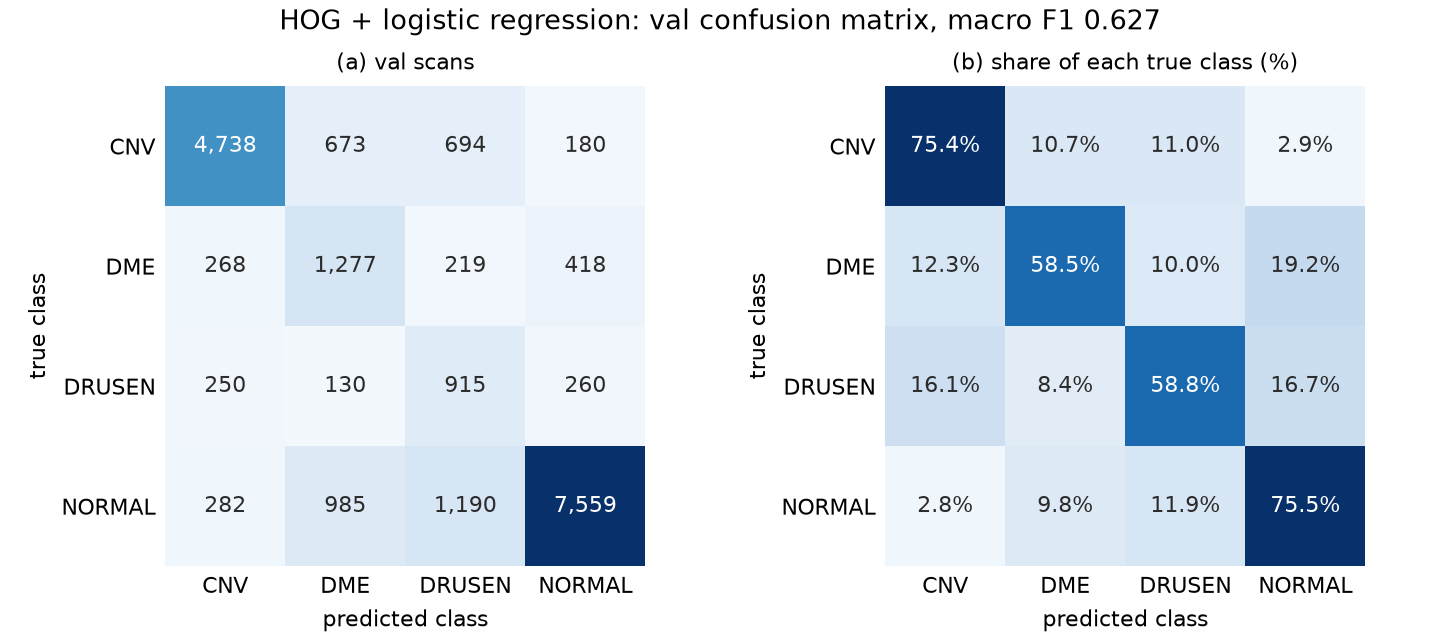 HOG + logistic regression: val confusion matrix, macro F1 0.627
(a) val scans
true class
CNV 4,738 673 694 180
DME 268 1,277 219 418
DRUSEN 250 130 915 260
NORMAL 282 985 1,190 7,559
CNV DME DRUSEN NORMAL
predicted class
(b) share of each true class (%)
true class
CNV 75.4% 10.7% 11.0% 2.9%
DME 12.3% 58.5% 10.0% 19.2%
DRUSEN 16.1% 8.4% 58.8% 16.7%
NORMAL 2.8% 9.8% 11.9% 75.5%
CNV DME DRUSEN NORMAL
predicted class